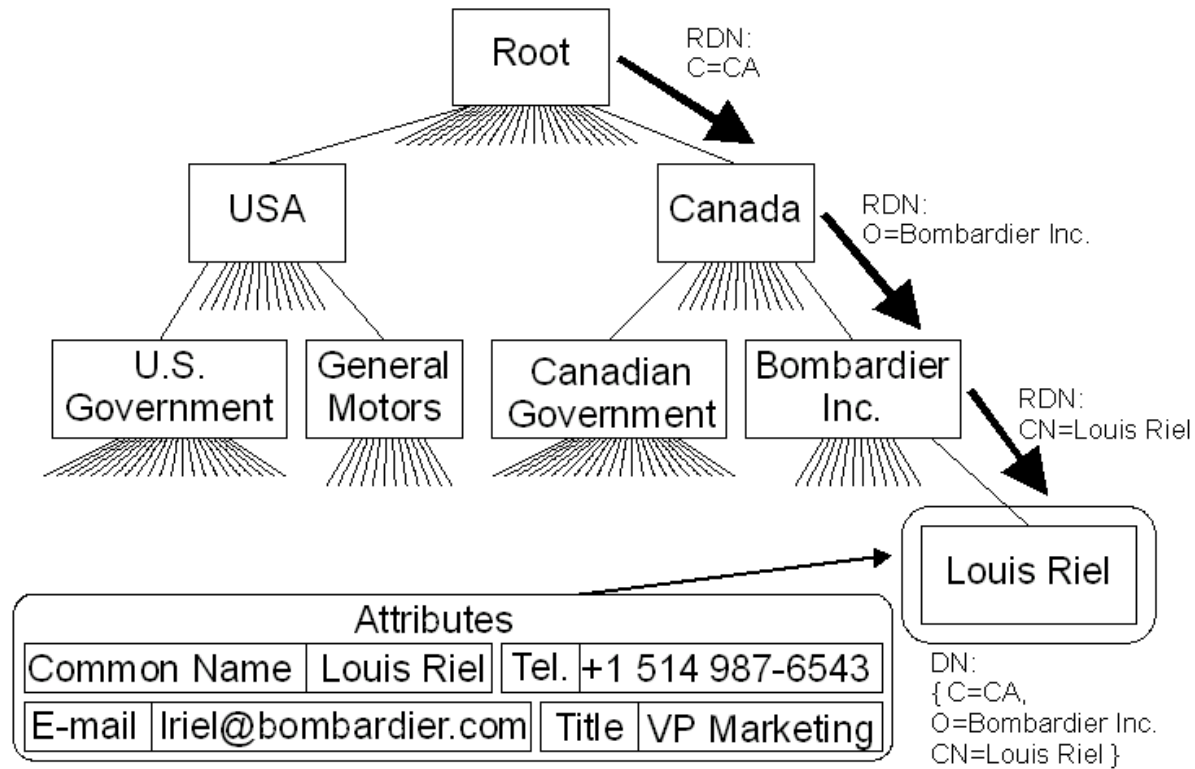 Root
RDN:
C=CA
USA
Canada
RDN:
O=Bombardier Inc.
U.S.
Government
General
Motors
Canadian
Government
Bombardier
Inc.
RDN:
CN=Louis Riel
Louis Riel
Attributes
Common Name Louis Riel Tel. +1 514 987-6543
E-mail lriel@bombardier.com Title VP Marketing
DN:
{ C=CA,
O=Bombardier Inc.
CN=Louis Riel }